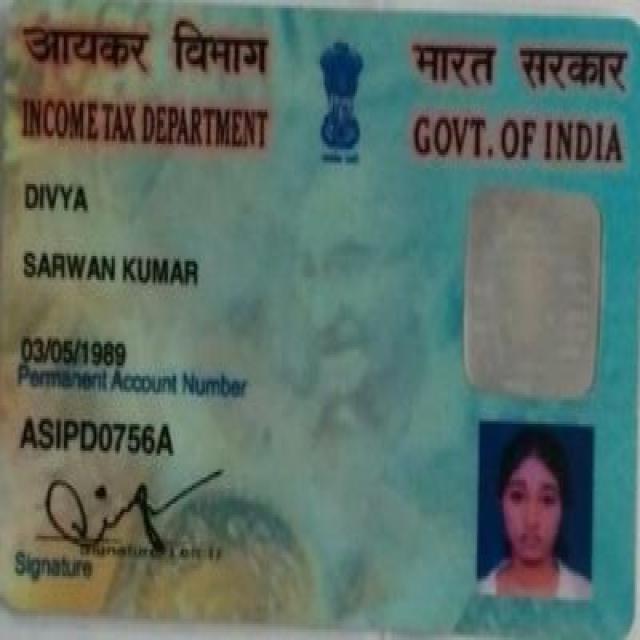 आयकर विभाग
भारत सरकार
INCOME TAX DEPARTMENT
GOVT. OF INDIA
DIVYA
SARWAN KUMAR
03/05/1989
Permanent Account Number
ASIPD0756A
Signature